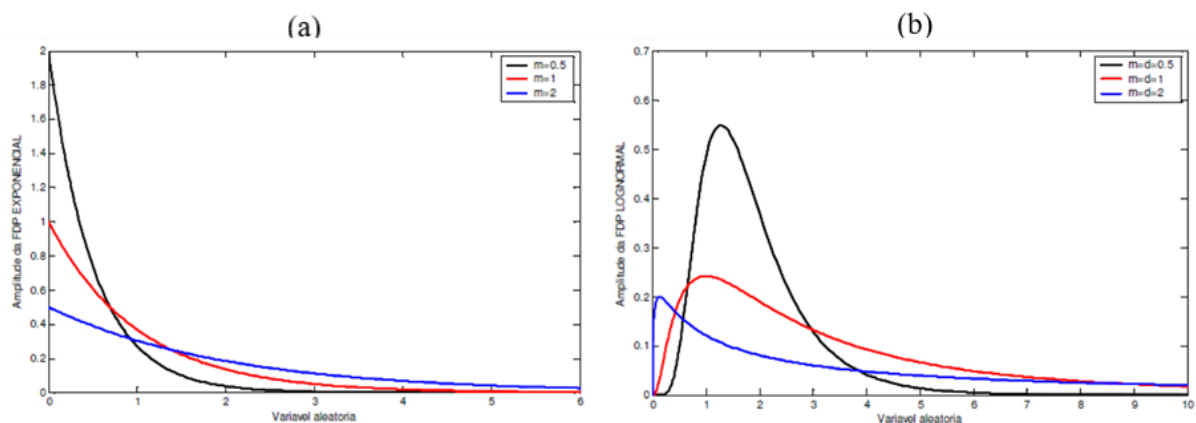 (a)
2
1.8
1.6
1.4
1.2
1
0.8
0.6
0.4
0.2
0
0 1 2 3 4 5 6
Amplitude da FDP EXPONENCIAL
Variavel aleatoria
m=0.5
m=1
m=2
(b)
0.7
0.6
0.5
0.4
0.3
0.2
0.1
0
0 1 2 3 4 5 6 7 8 9 10
Amplitude da FDP LOGNORMAL
Variavel aleatoria
m=d=0.5
m=d=1
m=d=2